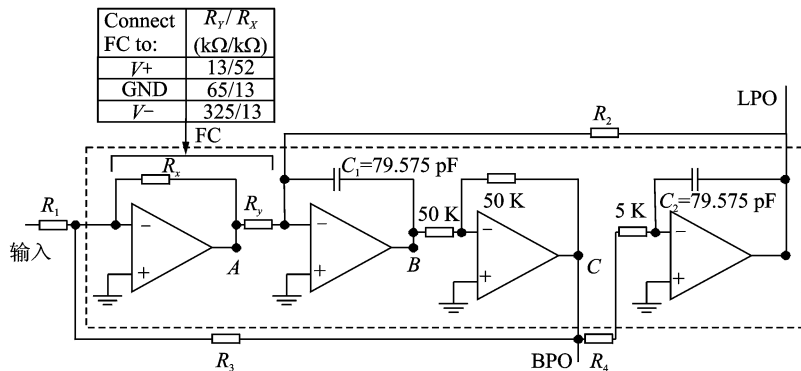 Connect FC to: R_Y/ R_X (kΩ/kΩ)
V+ 13/52
GND 65/13
V− 325/13
FC
LPO
R_2
R_x
C_1=79.575 pF
50 K
C_2=79.575 pF
R_1
R_y
50 K
5 K
−
−
−
−
输入
+
A
+
B
+
C
+
R_3
BPO
R_4